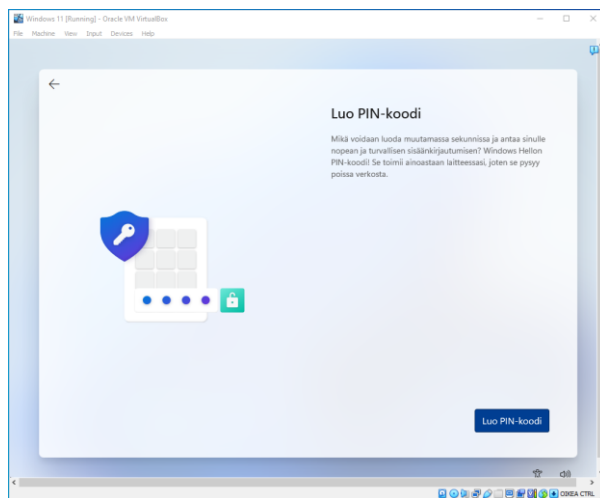 Windows 11 [Running] - Oracle VM VirtualBox
File Machine View Input Devices Help
Luo PIN-koodi
Mikä voidaan luoda muutamassa sekunnissa ja antaa sinulle
nopean ja turvallisen sisäänkirjautumisen? Windows Hellon
PIN-koodi! Se toimii ainoastaan laitteessasi, joten se pysyy
poissa verkosta.
Luo PIN-koodi
OIKEA CTRL